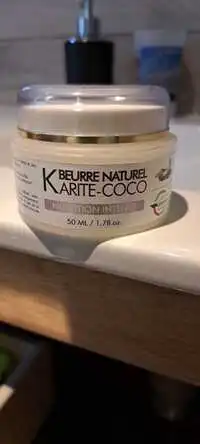 BEURRE NATUREL
KARITE-COCO
50 ML / 1.78 oz.